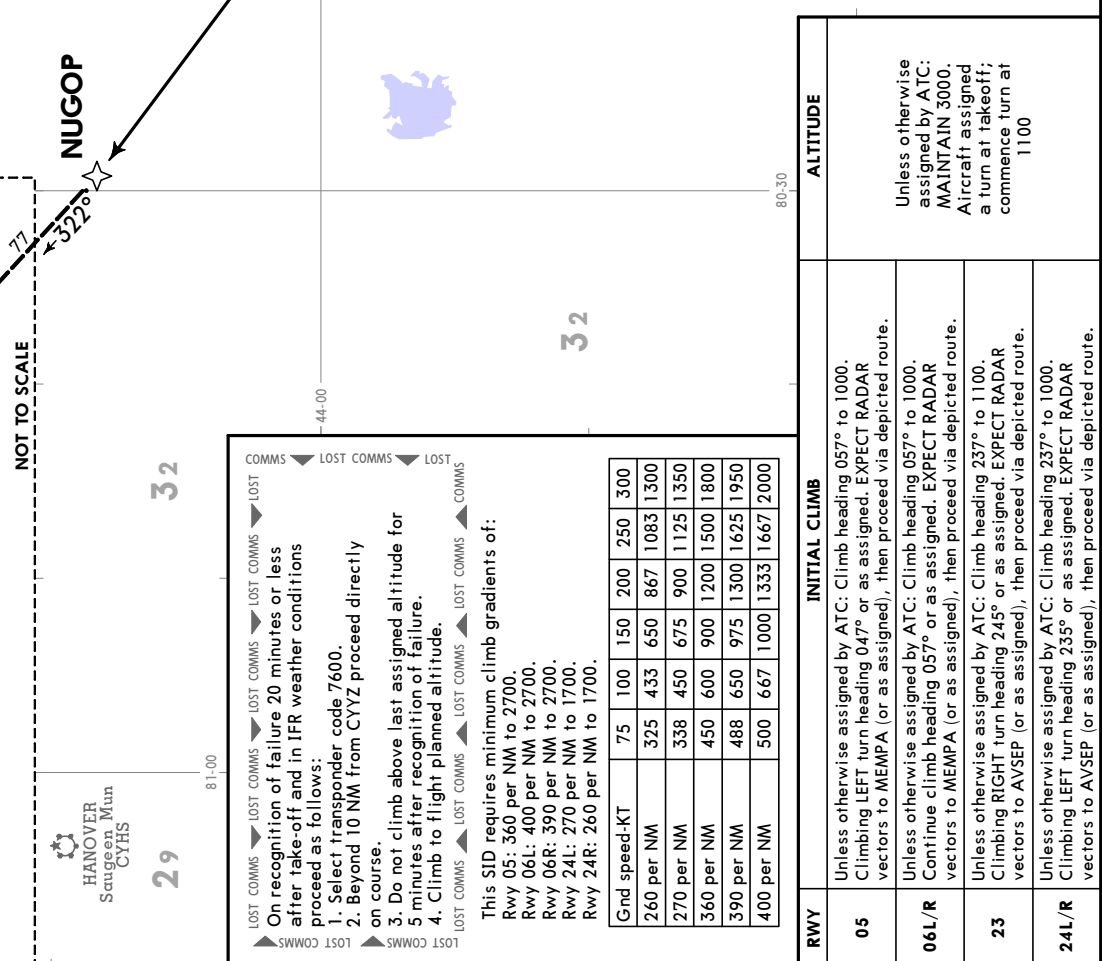 NOT TO SCALE
77
322°
NUGOP
HANOVER
Saugeen Mun
CYHS
29
32
32
81-00
44-00
80-30
LOST COMMS LOST COMMS LOST COMMS LOST COMMS LOST
COMMS LOST COMMS LOST
COMMS LOST COMMS LOST
LOST COMMS LOST COMMS LOST COMMS LOST COMMS LOST COMMS
On recognition of failure 20 minutes or less
after take-off and in IFR weather conditions
proceed as follows:
1. Select transponder code 7600.
2. Beyond 10 NM from CYYZ proceed directly
on course.
3. Do not climb above last assigned altitude for
5 minutes after recognition of failure.
4. Climb to flight planned altitude.
This SID requires minimum climb gradients of:
Rwy 05: 360 per NM to 2700.
Rwy 06L: 400 per NM to 2700.
Rwy 06R: 390 per NM to 2700.
Rwy 24L: 270 per NM to 1700.
Rwy 24R: 260 per NM to 1700.
Gnd speed-KT 75 100 150 200 250 300
260 per NM 325 433 650 867 1083 1300
270 per NM 338 450 675 900 1125 1350
360 per NM 450 600 900 1200 1500 1800
390 per NM 488 650 975 1300 1625 1950
400 per NM 500 667 1000 1333 1667 2000
RWY INITIAL CLIMB ALTITUDE
05
Unless otherwise assigned by ATC: Climb heading 057° to 1000.
Climbing LEFT turn heading 047° or as assigned. EXPECT RADAR
vectors to MEMPA (or as assigned), then proceed via depicted route.
06L/R
Unless otherwise assigned by ATC: Climb heading 057° to 1000.
Continue climb heading 057° or as assigned. EXPECT RADAR
vectors to MEMPA (or as assigned), then proceed via depicted route.
23
Unless otherwise assigned by ATC: Climb heading 237° to 1100.
Climbing RIGHT turn heading 245° or as assigned. EXPECT RADAR
vectors to AVSEP (or as assigned), then proceed via depicted route.
24L/R
Unless otherwise assigned by ATC: Climb heading 237° to 1000.
Climbing LEFT turn heading 235° or as assigned. EXPECT RADAR
vectors to AVSEP (or as assigned), then proceed via depicted route.
Unless otherwise
assigned by ATC:
MAINTAIN 3000.
Aircraft assigned
a turn at takeoff;
commence turn at
1100